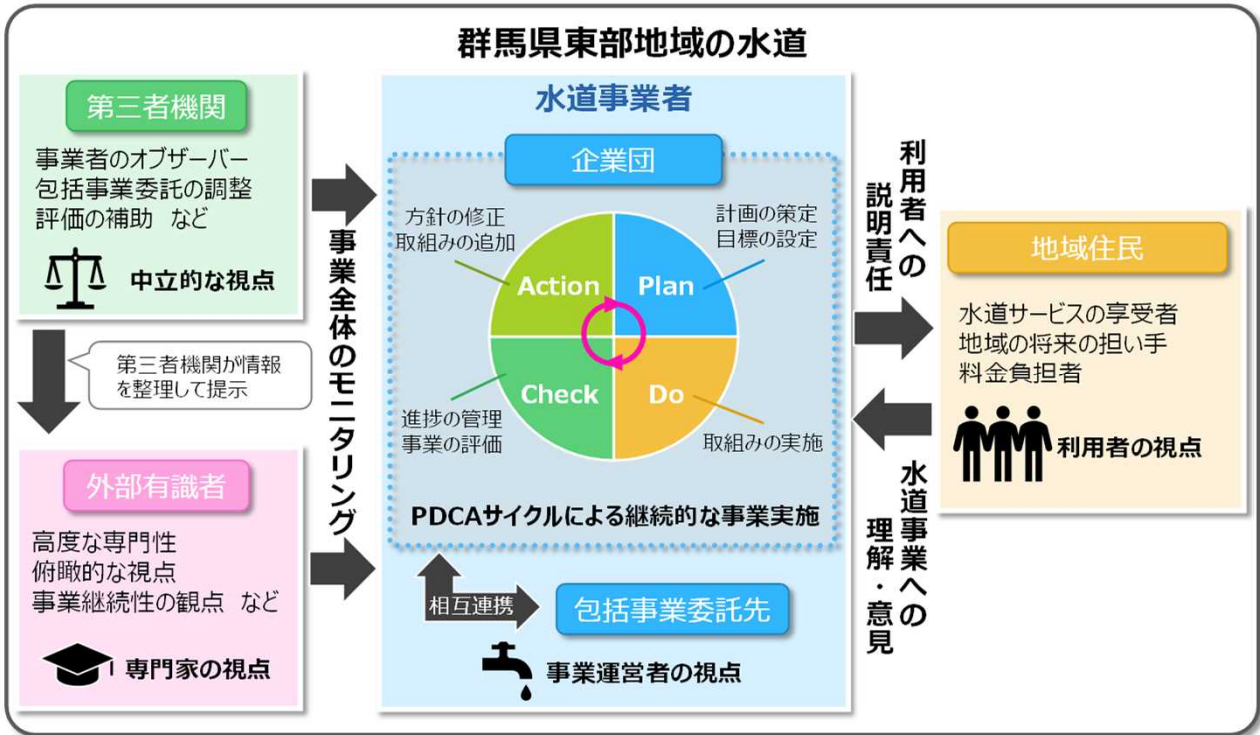 群馬県東部地域の水道
第三者機関
事業者のオブザーバー
包括事業委託の調整
評価の補助 など
中立的な視点
第三者機関が情報
を整理して提示
外部有識者
高度な専門性
俯瞰的な視点
事業継続性の観点 など
専門家の視点
事業全体のモニタリング
水道事業者
企業団
方針の修正
取組みの追加
計画の策定
目標の設定
Action
Plan
Check
Do
進捗の管理
事業の評価
取組みの実施
PDCAサイクルによる継続的な事業実施
相互連携
包括事業委託先
事業運営者の視点
利用者への
説明責任
地域住民
水道サービスの享受者
地域の将来の担い手
料金負担者
利用者の視点
水道事業への
理解・意見